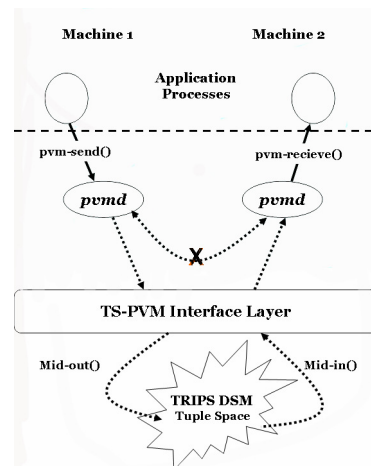 Machine 1
Machine 2
Application
Processes
pvm-send()
pvm-recieve()
pvmd
pvmd
X
TS-PVM Interface Layer
Mid-out()
Mid-in()
TRIPS DSM
Tuple Space